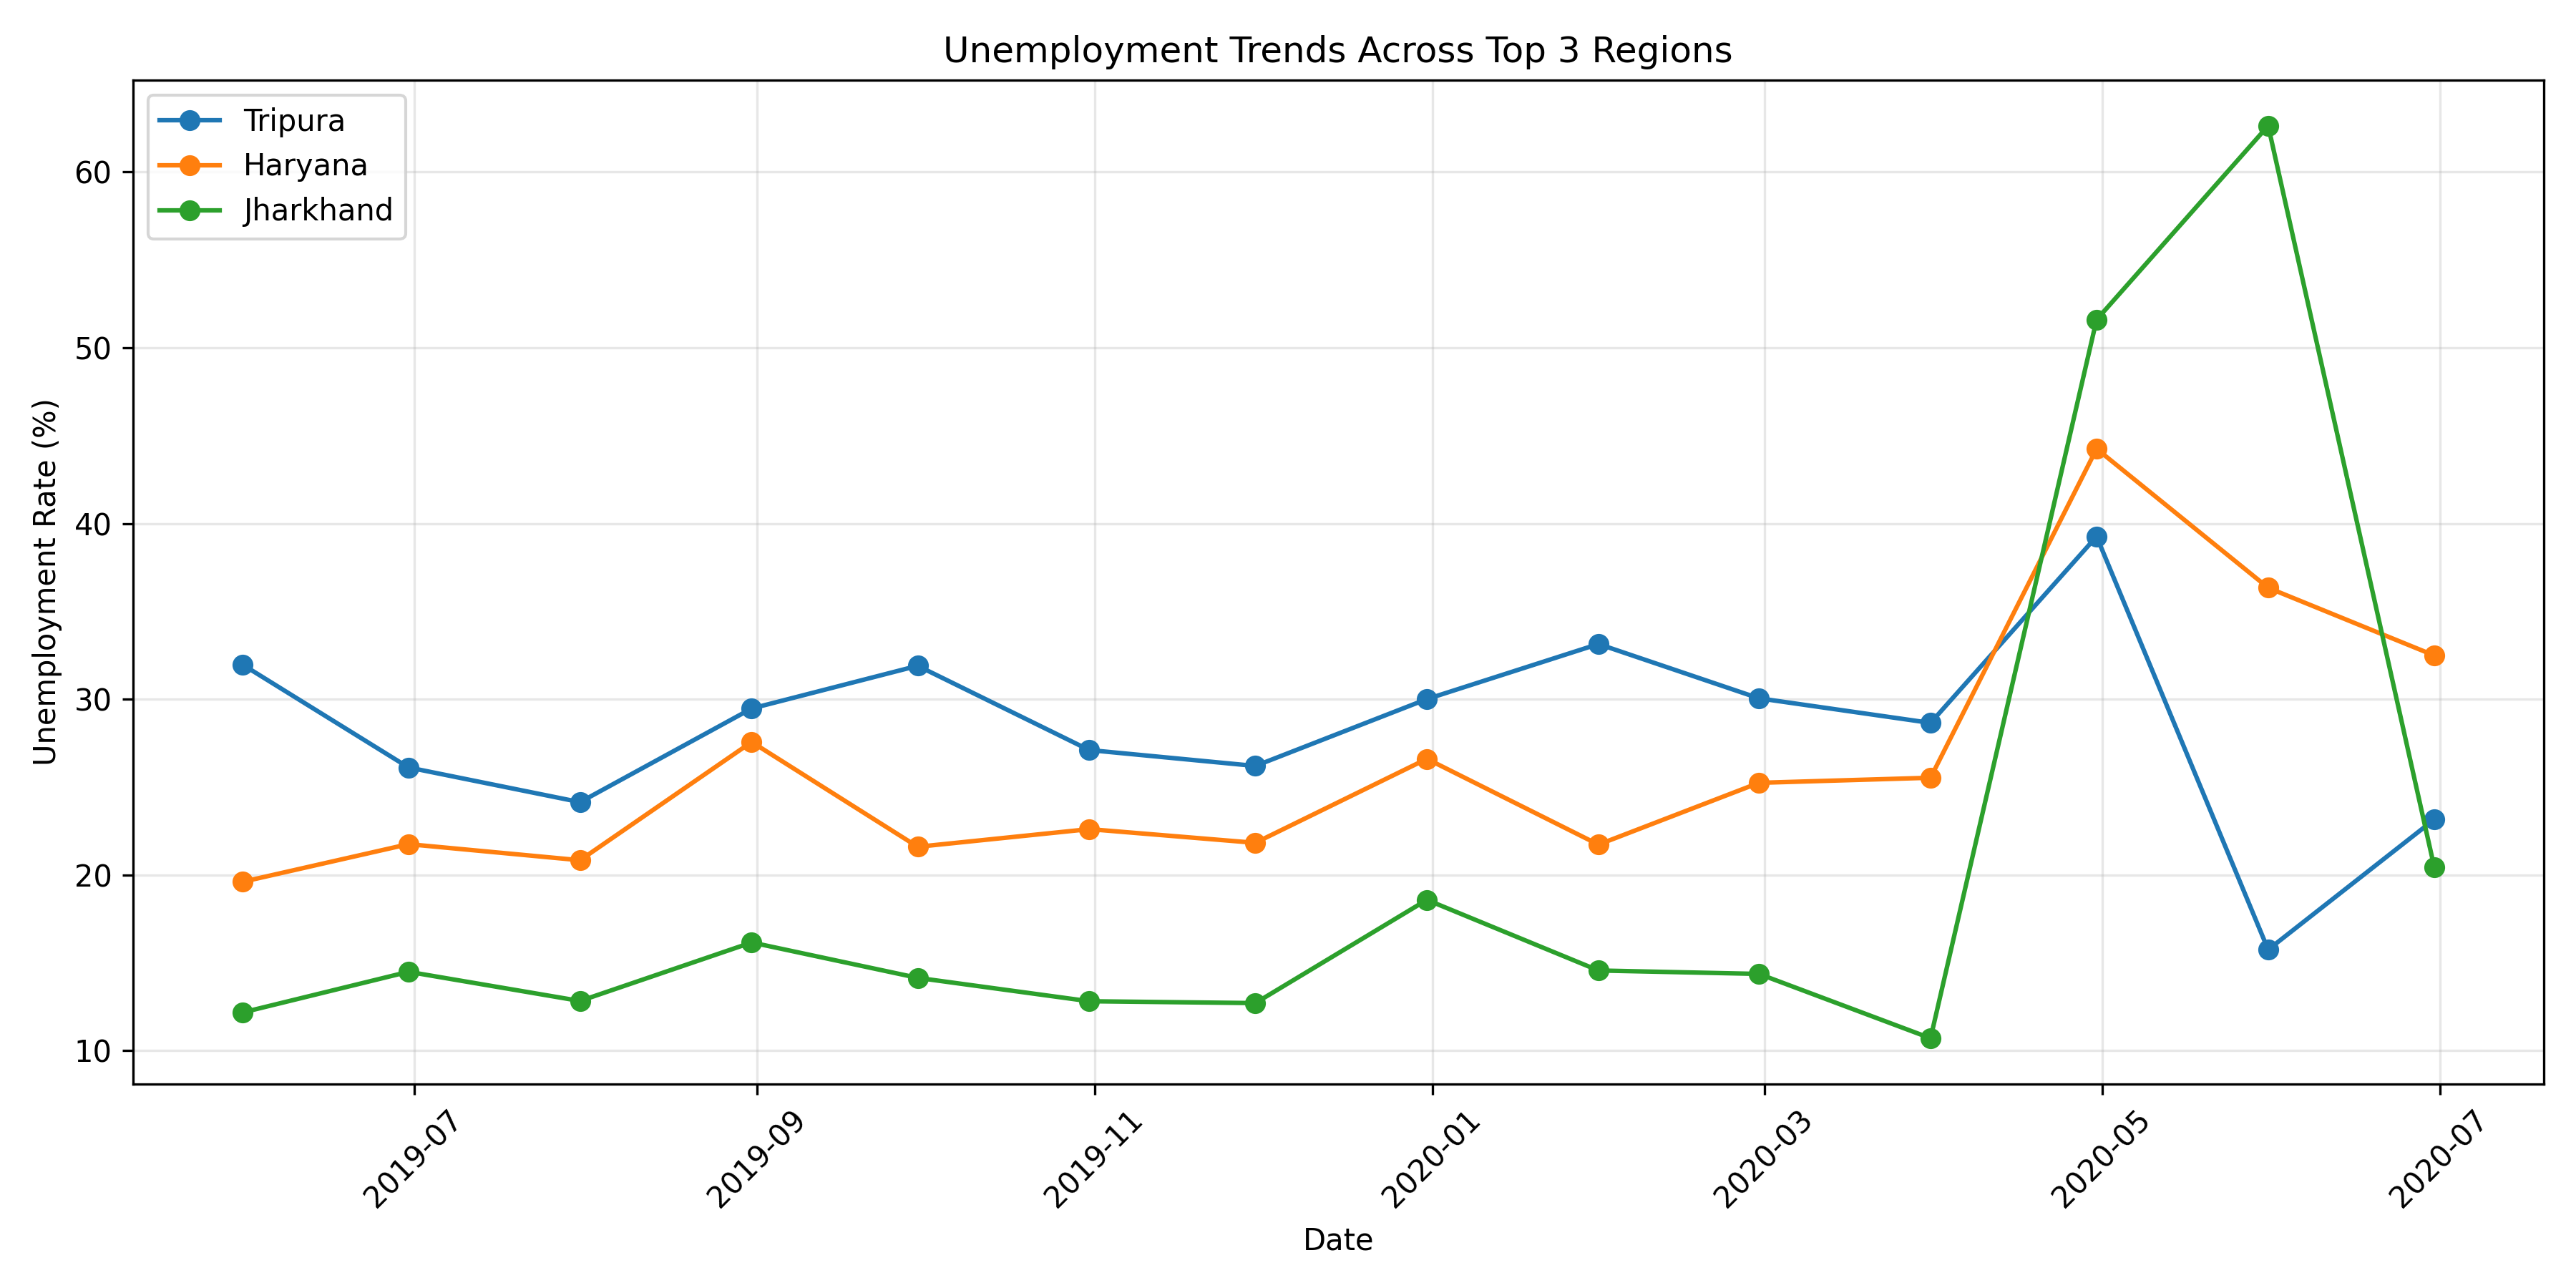 Unemployment Trends Across Top 3 Regions
Tripura
Haryana
Jharkhand
Unemployment Rate (%)
60
50
40
30
20
10
2019-07
2019-09
2019-11
2020-01
2020-03
2020-05
2020-07
Date